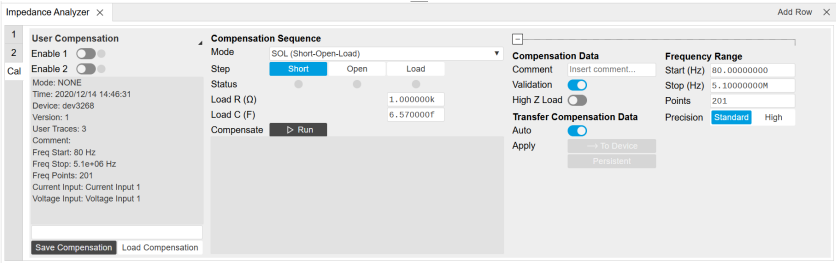 Impedance Analyzer ×
Add Row ×
1
2
Cal
User Compensation
Enable 1
Enable 2
Mode: NONE
Time: 2020/12/14 14:46:31
Device: dev3268
Version: 1
User Traces: 3
Comment:
Freq Start: 80 Hz
Freq Stop: 5.1e+06 Hz
Freq Points: 201
Current Input: Current Input 1
Voltage Input: Voltage Input 1
Save Compensation Load Compensation
Compensation Sequence
Mode SOL (Short-Open-Load)
Step Short Open Load
Status
Load R (Ω) 1.000000k
Load C (F) 6.570000f
Compensate Run
Compensation Data
Comment Insert comment...
Validation
High Z Load
Transfer Compensation Data
Auto
Apply → To Device
Persistent
Frequency Range
Start (Hz) 80.00000000
Stop (Hz) 5.10000000M
Points 201
Precision Standard High